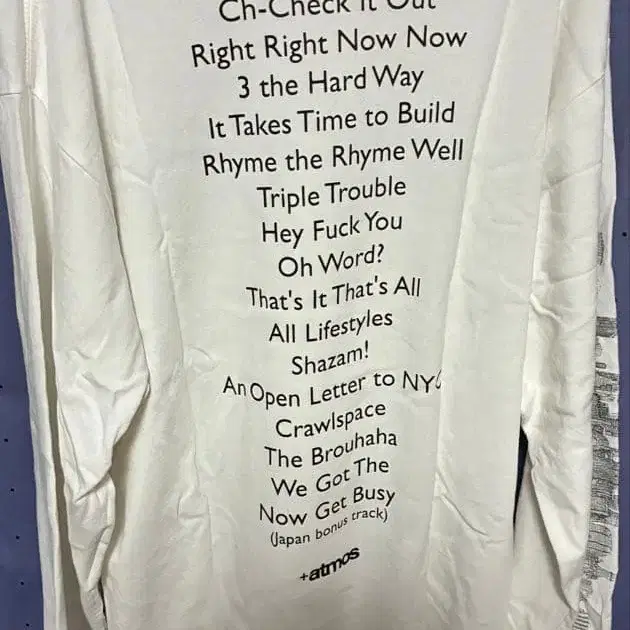 Ch-Check It Out
Right Right Now Now
3 the Hard Way
It Takes Time to Build
Rhyme the Rhyme Well
Triple Trouble
Hey Fuck You
Oh Word?
That's It That's All
All Lifestyles
Shazam!
An Open Letter to NYC
Crawlspace
The Brouhaha
We Got The
Now Get Busy
(Japan bonus track)
+atmos